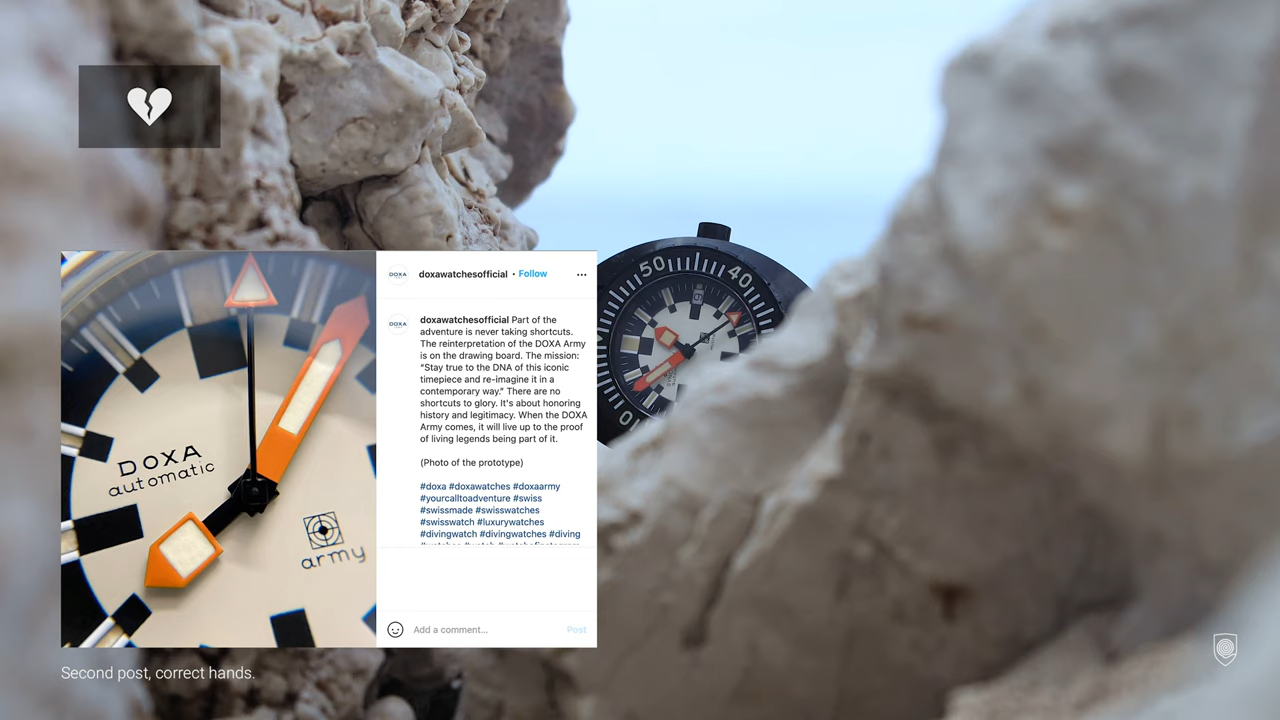 DOXA
automatic
army
DOXA
doxawatchesofficial • Follow
DOXA
doxawatchesofficial Part of the
adventure is never taking shortcuts.
The reinterpretation of the DOXA Army
is on the drawing board. The mission:
“Stay true to the DNA of this iconic
timepiece and re-imagine it in a
contemporary way.” There are no
shortcuts to glory. It's about honoring
history and legitimacy. When the DOXA
Army comes, it will live up to the proof
of living legends being part of it.
(Photo of the prototype)
#doxa #doxawatches #doxaarmy
#yourcalltoadventure #swiss
#swissmade #swisswatches
#swisswatch #luxurywatches
#divingwatch #divingwatches #diving
Add a comment...
Post
50
40
Second post, correct hands.